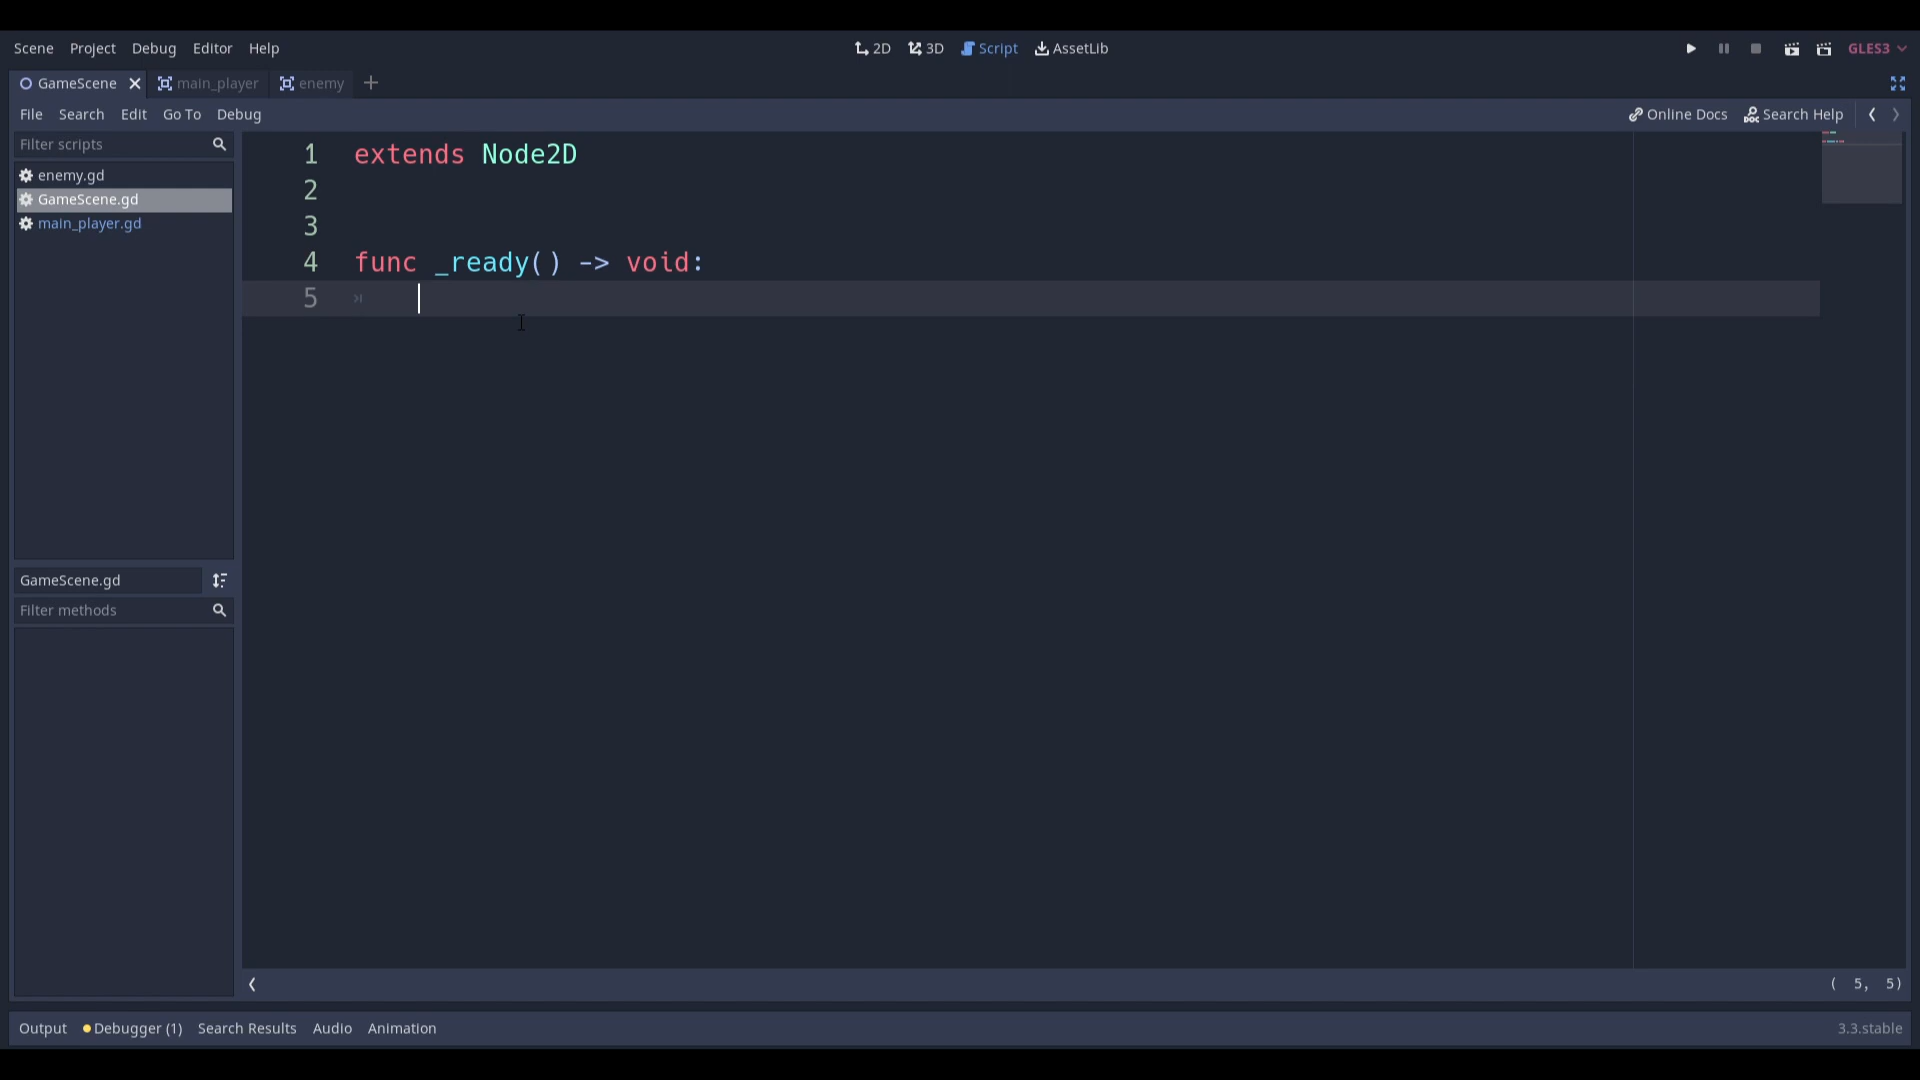 Scene Project Debug Editor Help 2D 3D Script AssetLib GLES3
GameScene main_player enemy
File Search Edit Go To Debug Online Docs Search Help
Filter scripts
enemy.gd
GameScene.gd
main_player.gd
GameScene.gd
Filter methods
1 extends Node2D
2
3
4 func _ready() -> void:
5
( 5, 5)
Output Debugger (1) Search Results Audio Animation 3.3.stable